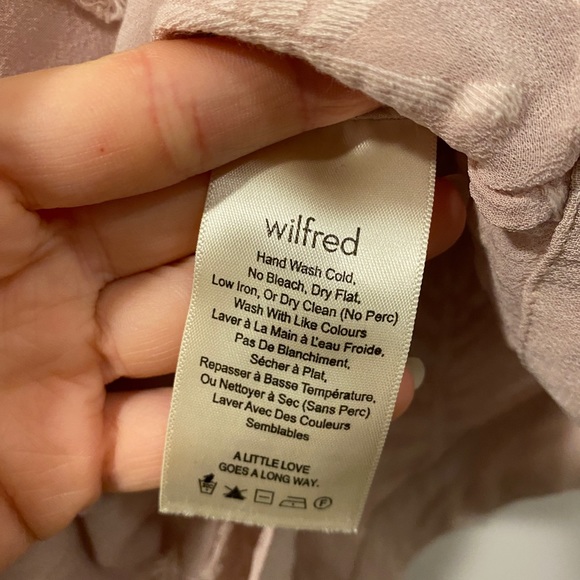 wilfred
Hand Wash Cold,
No Bleach, Dry Flat,
Low Iron, Or Dry Clean (No Perc)
Wash With Like Colours
Laver à La Main à L'eau Froide,
Pas De Blanchiment,
Sécher à Plat,
Repasser à Basse Température,
Ou Nettoyer à Sec (Sans Perc)
Laver Avec Des Couleurs
Semblables
A LITTLE LOVE
GOES A LONG WAY.
F